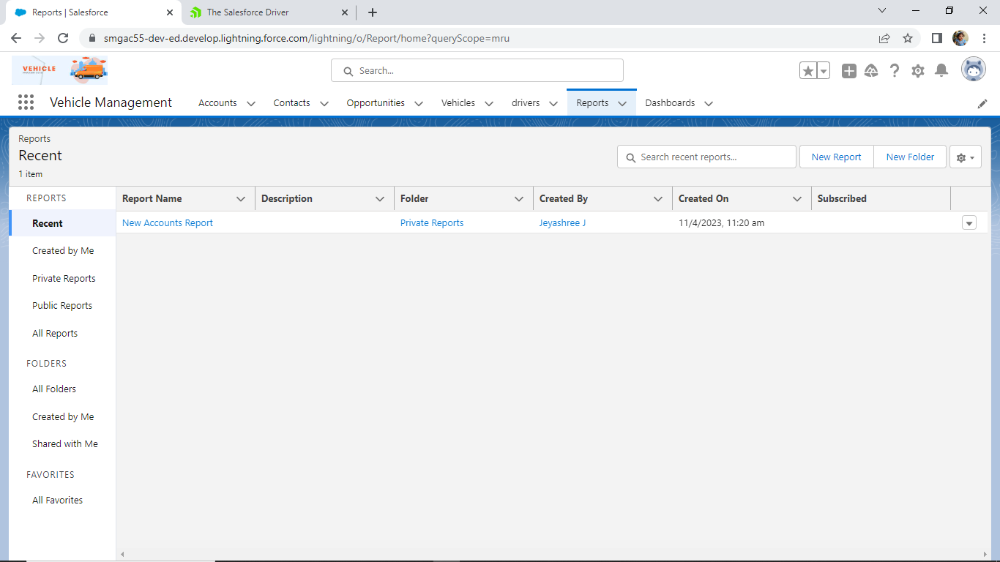 Reports | Salesforce
The Salesforce Driver
smgac55-dev-ed.develop.lightning.force.com/lightning/o/Report/home?queryScope=mru
VEHICLE
Search...
Vehicle Management
Accounts
Contacts
Opportunities
Vehicles
drivers
Reports
Dashboards
Reports
Recent
1 item
Search recent reports...
New Report
New Folder
REPORTS
Recent
Created by Me
Private Reports
Public Reports
All Reports
FOLDERS
All Folders
Created by Me
Shared with Me
FAVORITES
All Favorites
Report Name
Description
Folder
Created By
Created On
Subscribed
New Accounts Report
Private Reports
Jeyashree J
11/4/2023, 11:20 am